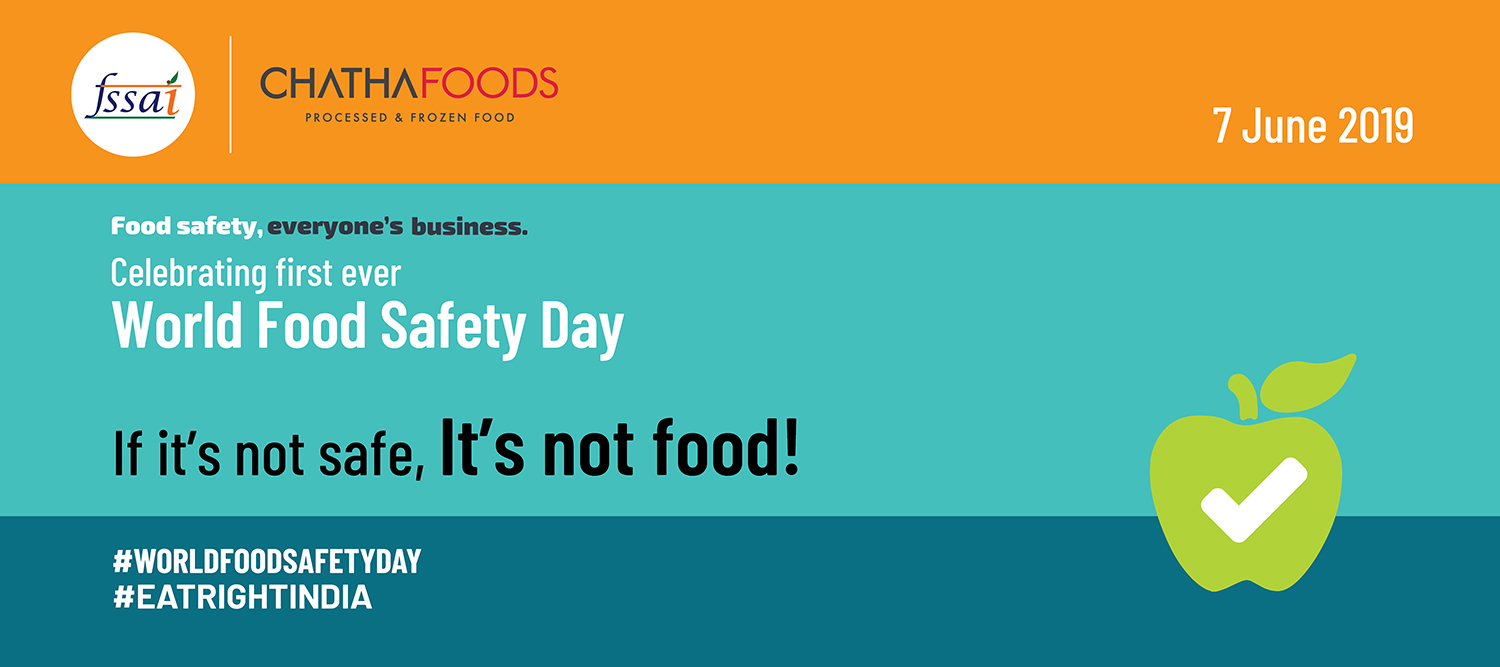 fssai
CHATHAFOODS
PROCESSED & FROZEN FOOD
7 June 2019
Food safety, everyone’s business.
Celebrating first ever
World Food Safety Day
If it’s not safe, It’s not food!
#WORLDFOODSAFETYDAY
#EATRIGHTINDIA